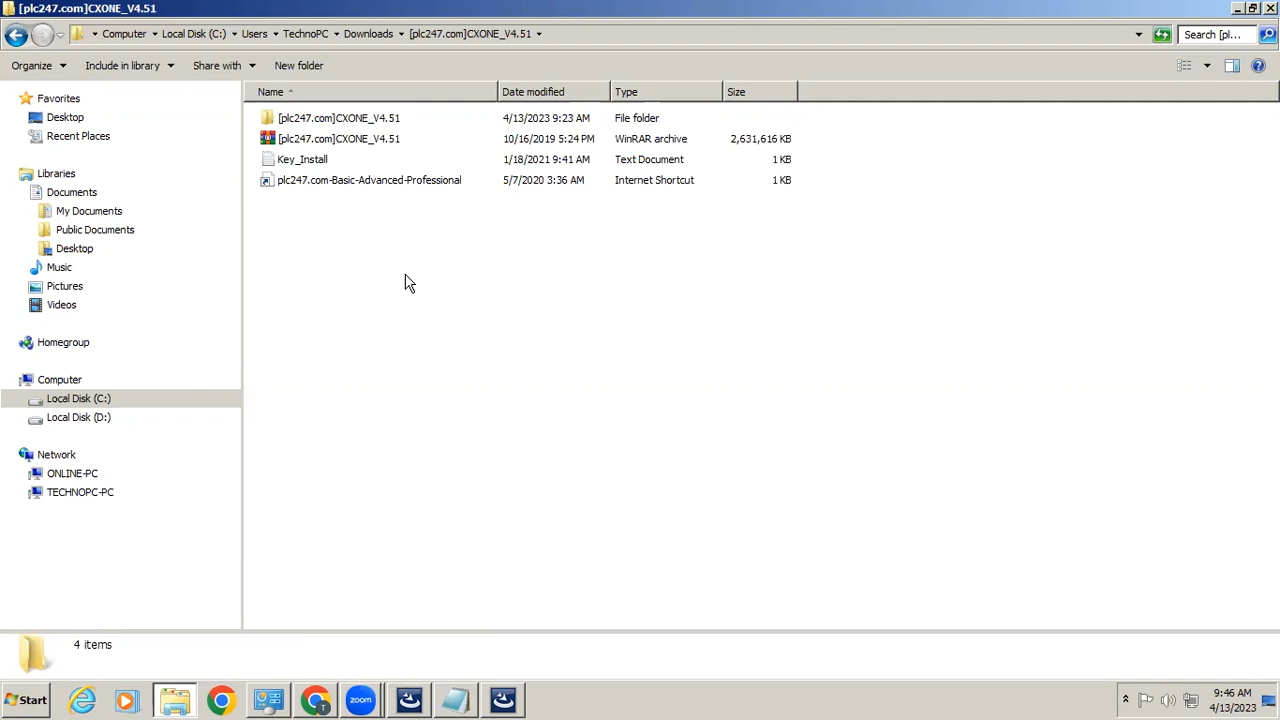 [plc247.com]CXONE_V4.51
Computer Local Disk (C:) Users TechnoPC Downloads [plc247.com]CXONE_V4.51 Search [pl...
Organize Include in library Share with New folder
Favorites
Desktop
Recent Places
Libraries
Documents
My Documents
Public Documents
Desktop
Music
Pictures
Videos
Homegroup
Computer
Local Disk (C:)
Local Disk (D:)
Network
ONLINE-PC
TECHNOPC-PC
Name Date modified Type Size
[plc247.com]CXONE_V4.51 4/13/2023 9:23 AM File folder
[plc247.com]CXONE_V4.51 10/16/2019 5:24 PM WinRAR archive 2,631,616 KB
Key_Install 1/18/2021 9:41 AM Text Document 1 KB
plc247.com-Basic-Advanced-Professional 5/7/2020 3:36 AM Internet Shortcut 1 KB
4 items
Start
T
zoom
9:46 AM
4/13/2023